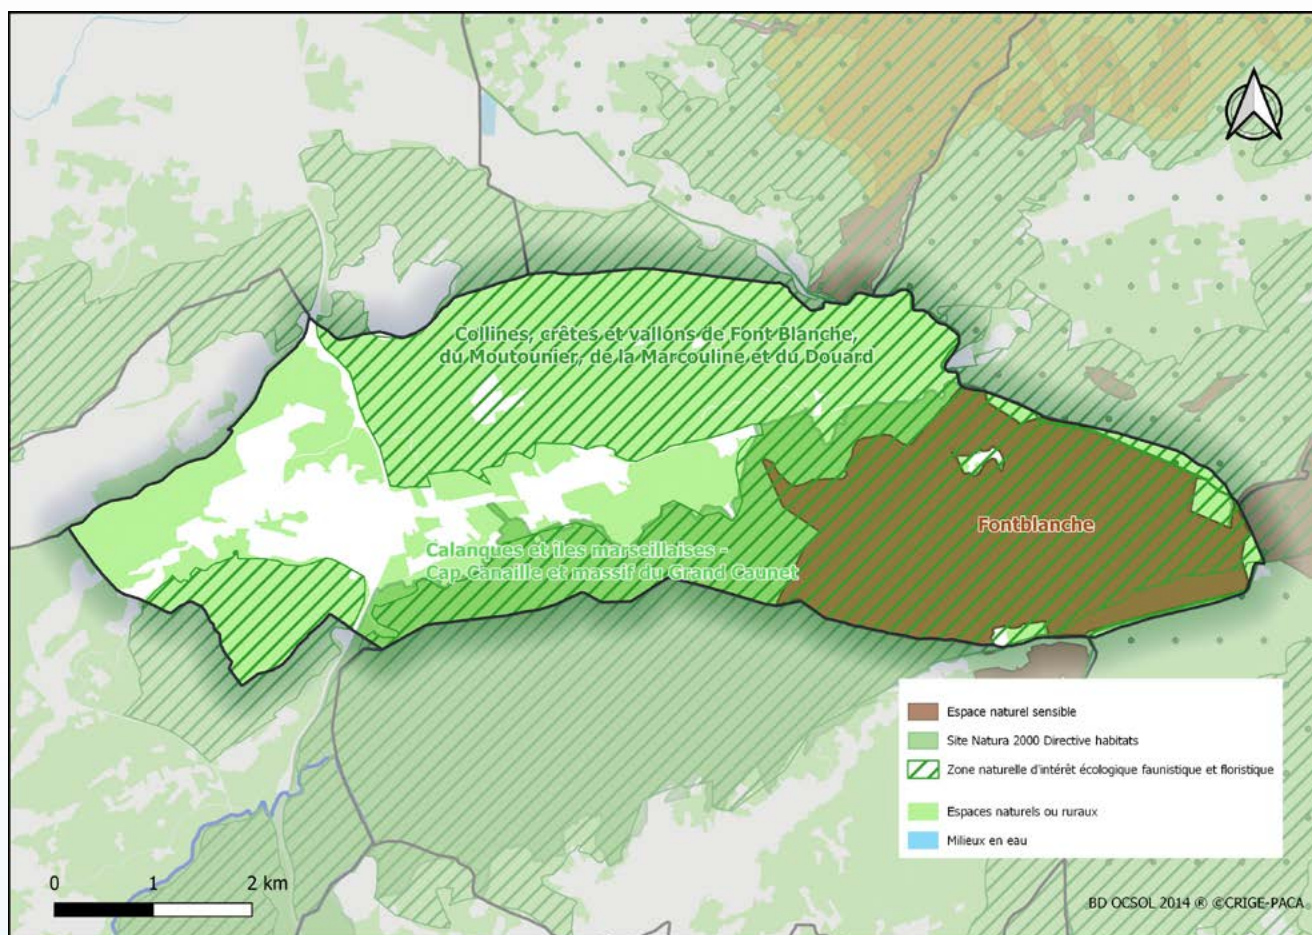 Collines, crêtes et vallons de Font Blanche,
du Moutounier, de la Marcouline et du Douard
Fontblanche
Calanques et îles marseillaises -
Cap Canaille et massif du Grand Caunet
Espace naturel sensible
Site Natura 2000 Directive habitats
Zone naturelle d'intérêt écologique faunistique et floristique
Espaces naturels ou ruraux
Milieux en eau
0 1 2 km
BD OCSOL 2014 ® ©CRIGE-PACA